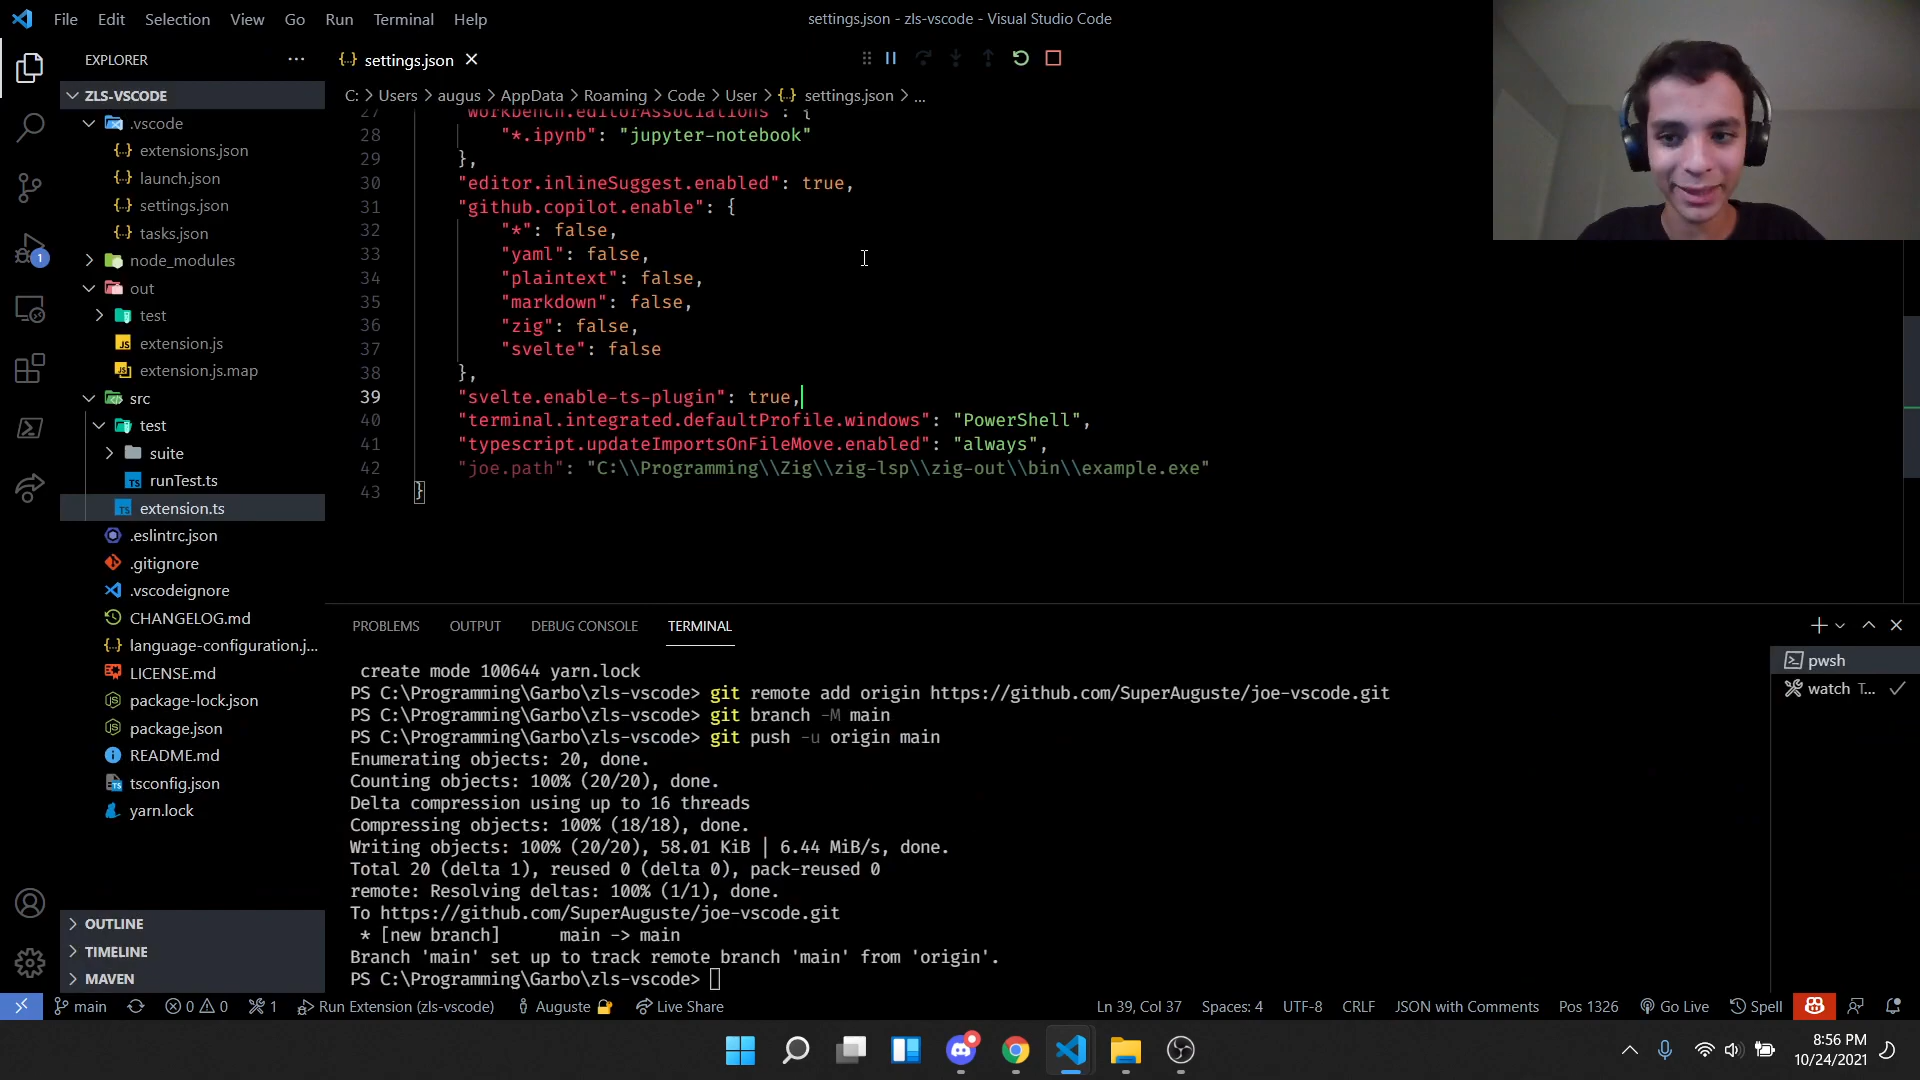 File Edit Selection View Go Run Terminal Help
settings.json - zls-vscode - Visual Studio Code
EXPLORER
settings.json
ZLS-VSCODE
C: > Users > augus > AppData > Roaming > Code > User > settings.json > ...
.vscode
extensions.json
launch.json
settings.json
tasks.json
node_modules
out
test
extension.js
extension.js.map
src
test
suite
runTest.ts
extension.ts
.eslintrc.json
.gitignore
.vscodeignore
CHANGELOG.md
language-configuration.j...
LICENSE.md
package-lock.json
package.json
README.md
tsconfig.json
yarn.lock
OUTLINE
TIMELINE
MAVEN
1
27 "workbench.editorAssociations": {
28 "*.ipynb": "jupyter-notebook"
29 },
30 "editor.inlineSuggest.enabled": true,
31 "github.copilot.enable": {
32 "*": false,
33 "yaml": false,
34 "plaintext": false,
35 "markdown": false,
36 "zig": false,
37 "svelte": false
38 },
39 "svelte.enable-ts-plugin": true,
40 "terminal.integrated.defaultProfile.windows": "PowerShell",
41 "typescript.updateImportsOnFileMove.enabled": "always",
42 "joe.path": "C:\\Programming\\Zig\\zig-lsp\\zig-out\\bin\\example.exe"
43 }
PROBLEMS OUTPUT DEBUG CONSOLE TERMINAL
pwsh
watch T...
create mode 100644 yarn.lock
PS C:\Programming\Garbo\zls-vscode> git remote add origin https://github.com/SuperAuguste/joe-vscode.git
PS C:\Programming\Garbo\zls-vscode> git branch -M main
PS C:\Programming\Garbo\zls-vscode> git push -u origin main
Enumerating objects: 20, done.
Counting objects: 100% (20/20), done.
Delta compression using up to 16 threads
Compressing objects: 100% (18/18), done.
Writing objects: 100% (20/20), 58.01 KiB | 6.44 MiB/s, done.
Total 20 (delta 1), reused 0 (delta 0), pack-reused 0
remote: Resolving deltas: 100% (1/1), done.
To https://github.com/SuperAuguste/joe-vscode.git
* [new branch] main -> main
Branch 'main' set up to track remote branch 'main' from 'origin'.
PS C:\Programming\Garbo\zls-vscode>
main 0 0 1 Run Extension (zls-vscode) Auguste Live Share Ln 39, Col 37 Spaces: 4 UTF-8 CRLF JSON with Comments Pos 1326 Go Live Spell
8:56 PM
10/24/2021